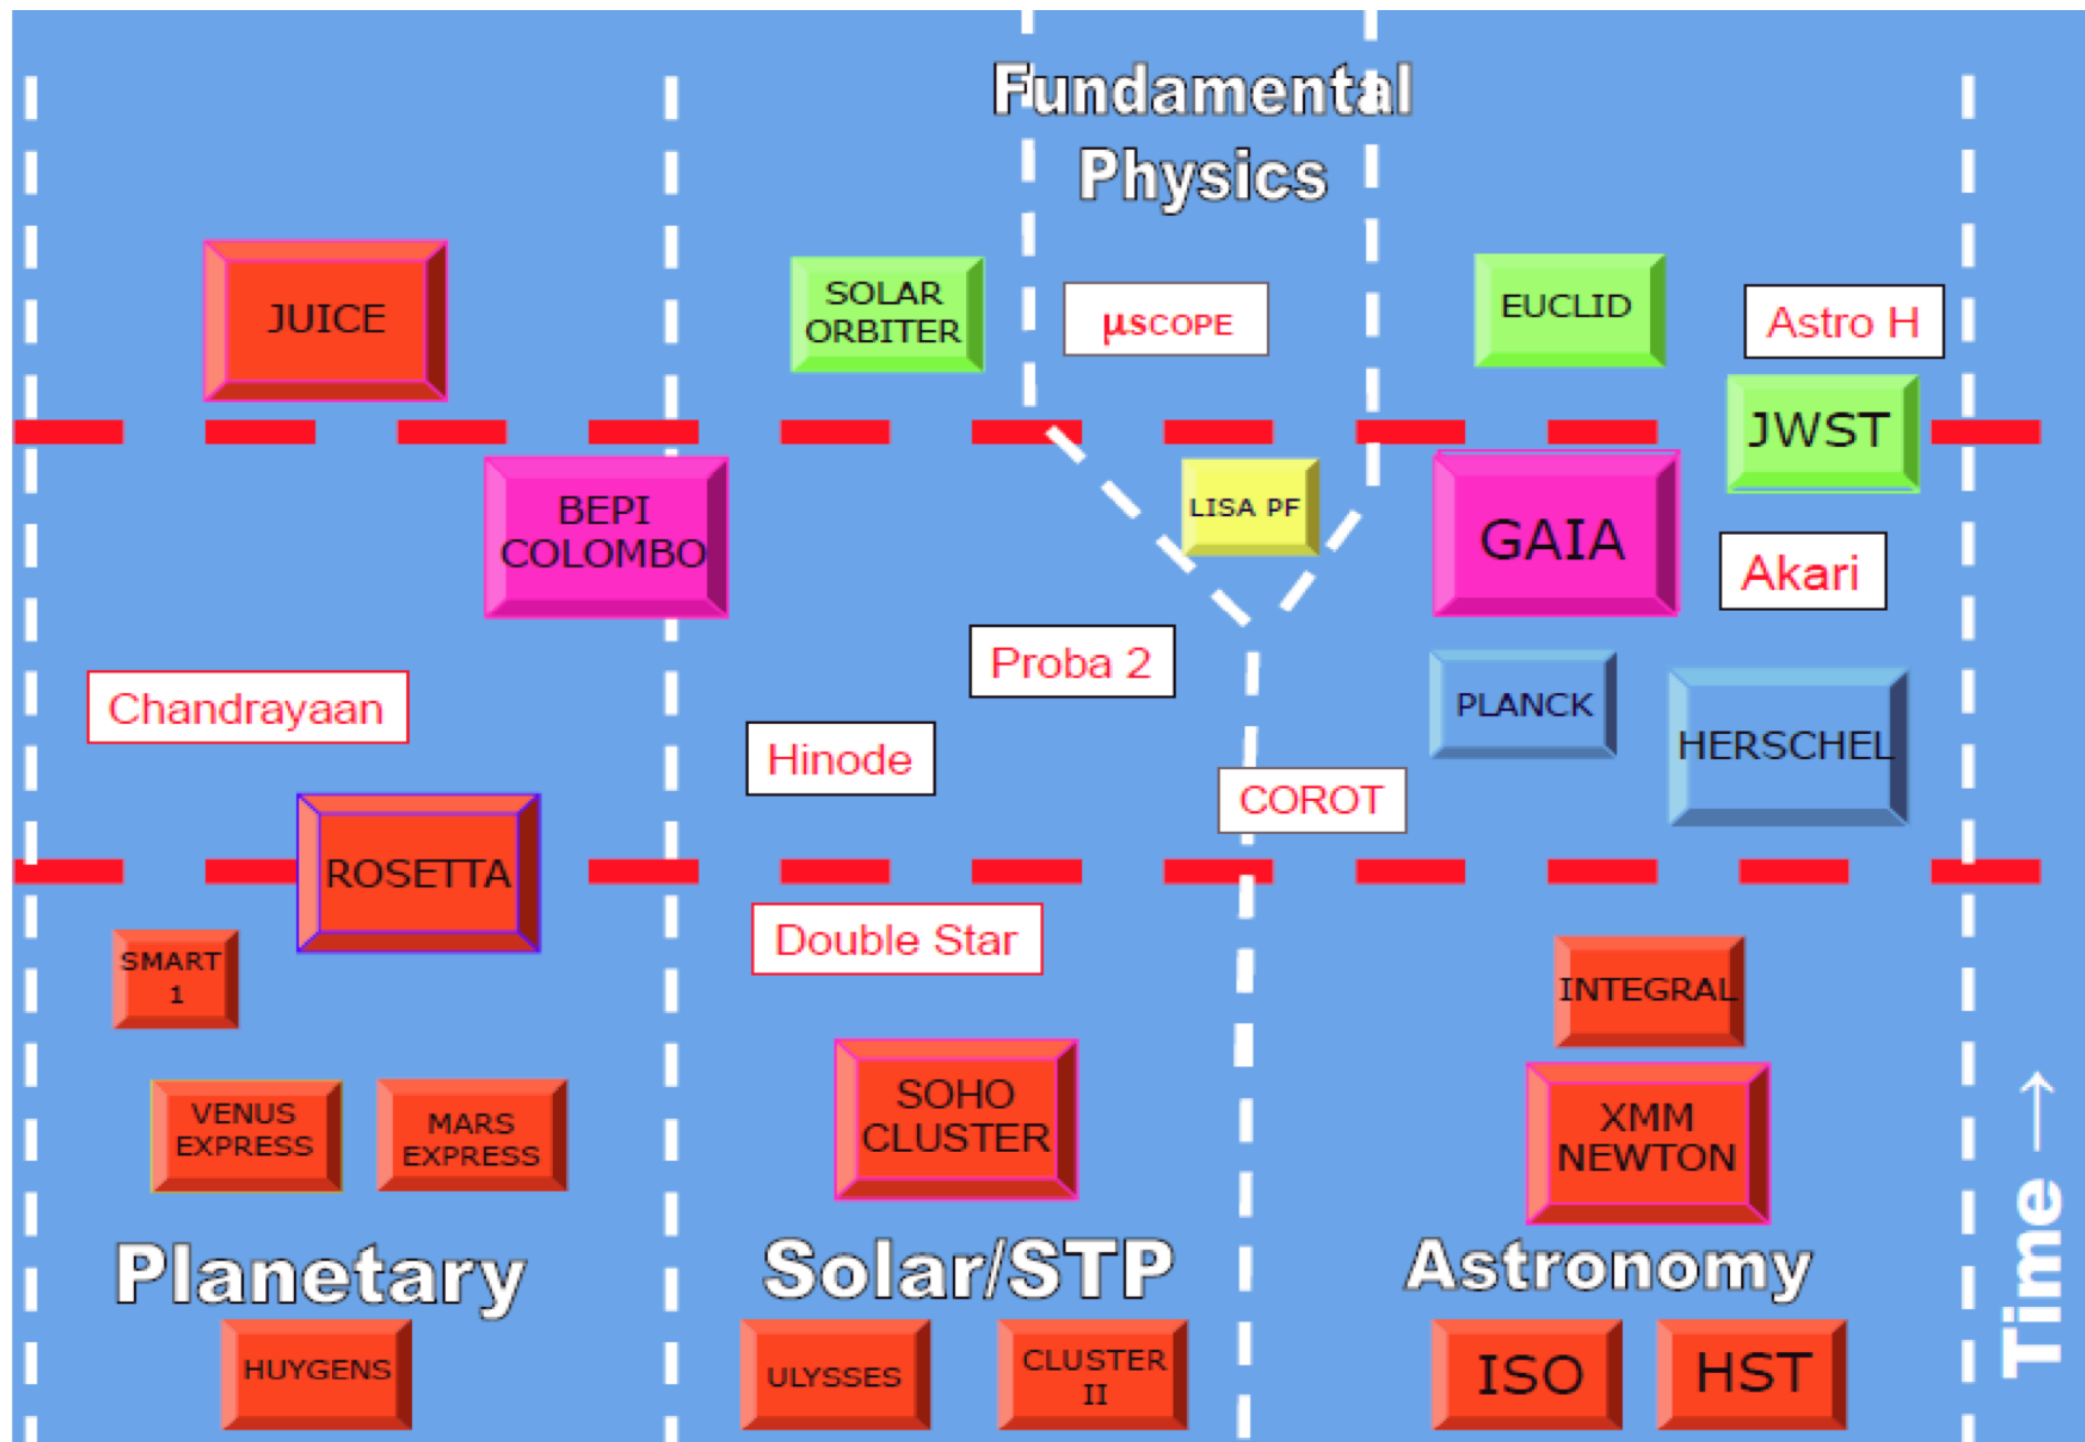 Fundamental
Physics
JUICE
SOLAR
ORBITER
µSCOPE
EUCLID
Astro H
JWST
BEPI
COLOMBO
LISA PF
GAIA
Akari
Proba 2
Chandrayaan
Hinode
PLANCK
HERSCHEL
COROT
ROSETTA
Double Star
SMART
1
INTEGRAL
VENUS
EXPRESS
MARS
EXPRESS
SOHO
CLUSTER
XMM
NEWTON
Planetary
Solar/STP
Astronomy
Time →
HUYGENS
ULYSSES
CLUSTER
II
ISO
HST